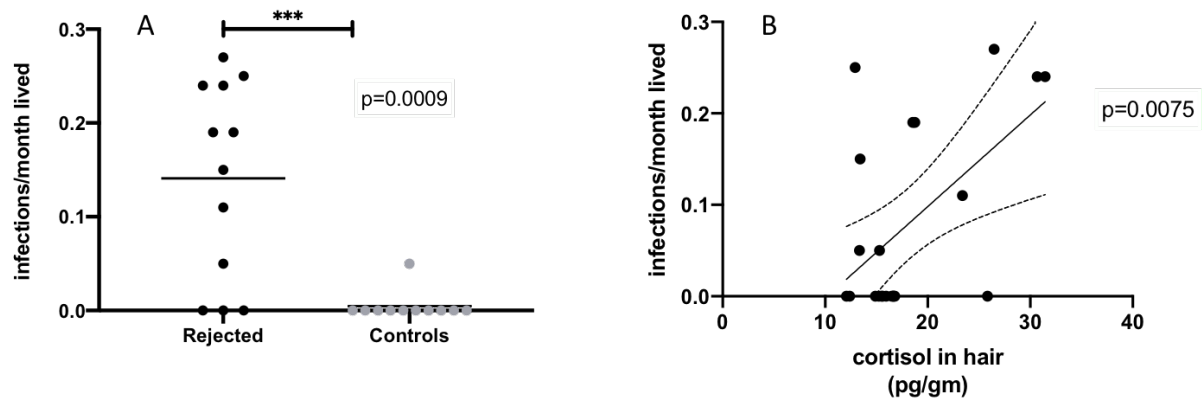 A
***
0.3
0.2
0.1
0.0
infections/month lived
p=0.0009
Rejected
Controls
B
0.3
0.2
0.1
0.0
infections/month lived
p=0.0075
0
10
20
30
40
cortisol in hair
(pg/gm)